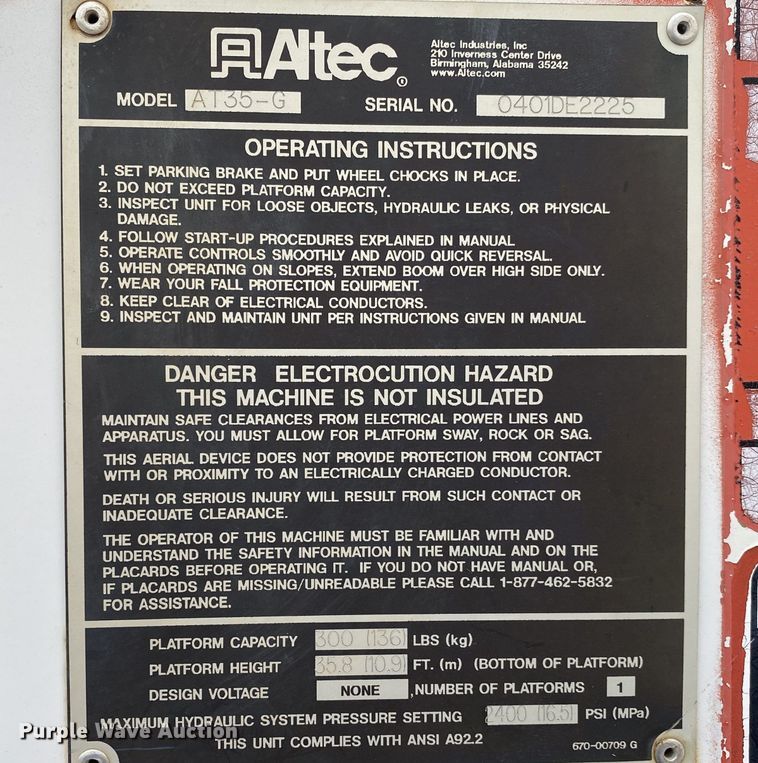 Altec
Altec Industries, Inc
210 Inverness Center Drive
Birmingham, Alabama 35242
www.Altec.com
MODEL AT35-G SERIAL NO. 0401DE2225
OPERATING INSTRUCTIONS
1. SET PARKING BRAKE AND PUT WHEEL CHOCKS IN PLACE.
2. DO NOT EXCEED PLATFORM CAPACITY.
3. INSPECT UNIT FOR LOOSE OBJECTS, HYDRAULIC LEAKS, OR PHYSICAL
DAMAGE.
4. FOLLOW START-UP PROCEDURES EXPLAINED IN MANUAL
5. OPERATE CONTROLS SMOOTHLY AND AVOID QUICK REVERSAL.
6. WHEN OPERATING ON SLOPES, EXTEND BOOM OVER HIGH SIDE ONLY.
7. WEAR YOUR FALL PROTECTION EQUIPMENT.
8. KEEP CLEAR OF ELECTRICAL CONDUCTORS.
9. INSPECT AND MAINTAIN UNIT PER INSTRUCTIONS GIVEN IN MANUAL
DANGER ELECTROCUTION HAZARD
THIS MACHINE IS NOT INSULATED
MAINTAIN SAFE CLEARANCES FROM ELECTRICAL POWER LINES AND
APPARATUS. YOU MUST ALLOW FOR PLATFORM SWAY, ROCK OR SAG.
THIS AERIAL DEVICE DOES NOT PROVIDE PROTECTION FROM CONTACT
WITH OR PROXIMITY TO AN ELECTRICALLY CHARGED CONDUCTOR.
DEATH OR SERIOUS INJURY WILL RESULT FROM SUCH CONTACT OR
INADEQUATE CLEARANCE.
THE OPERATOR OF THIS MACHINE MUST BE FAMILIAR WITH AND
UNDERSTAND THE SAFETY INFORMATION IN THE MANUAL AND ON THE
PLACARDS BEFORE OPERATING IT. IF YOU DO NOT HAVE MANUAL OR,
IF PLACARDS ARE MISSING/UNREADABLE PLEASE CALL 1-877-462-5832
FOR ASSISTANCE.
PLATFORM CAPACITY 300 (136) LBS (kg)
PLATFORM HEIGHT 35.8 (10.9) FT. (m) (BOTTOM OF PLATFORM)
DESIGN VOLTAGE NONE , NUMBER OF PLATFORMS 1
MAXIMUM HYDRAULIC SYSTEM PRESSURE SETTING 2400 (16.5) PSI (MPa)
THIS UNIT COMPLIES WITH ANSI A92.2
670-00709 G
Purple Wave Auction